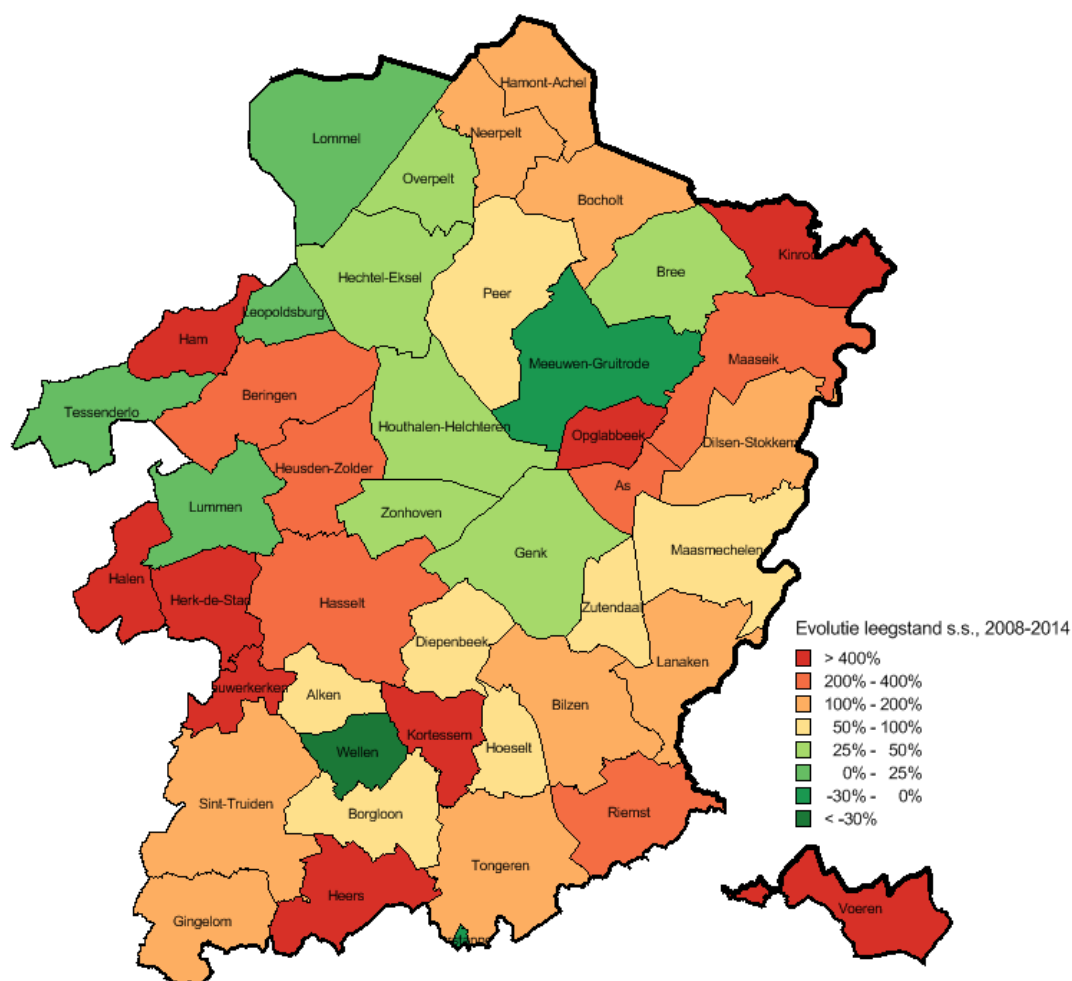 Hamont-Achel
Lommel
Neerpelt
Overpelt
Bocholt
Kinroo
Hechtel-Eksel
Bree
Peer
Leopoldsburg
Ham
Meeuwen-Gruitrode
Maaseik
Beringen
Tessenderlo
Houthalen-Helchteren
Opglabbeek
Dilsen-Stokkem
Heusden-Zolder
As
Lummen
Zonhoven
Genk
Maasmechelen
Halen
Herk-de-Stad
Hasselt
Zutendaal
Diepenbeek
Lanaken
Evolutie leegstand s.s., 2008-2014
> 400%
200% - 400%
100% - 200%
50% - 100%
25% - 50%
0% - 25%
-30% - 0%
< -30%
euwerkerken
Alken
Bilzen
Kortessem
Hoeselt
Wellen
Sint-Truiden
Borgloon
Riemst
Tongeren
Heers
Voeren
Gingelom